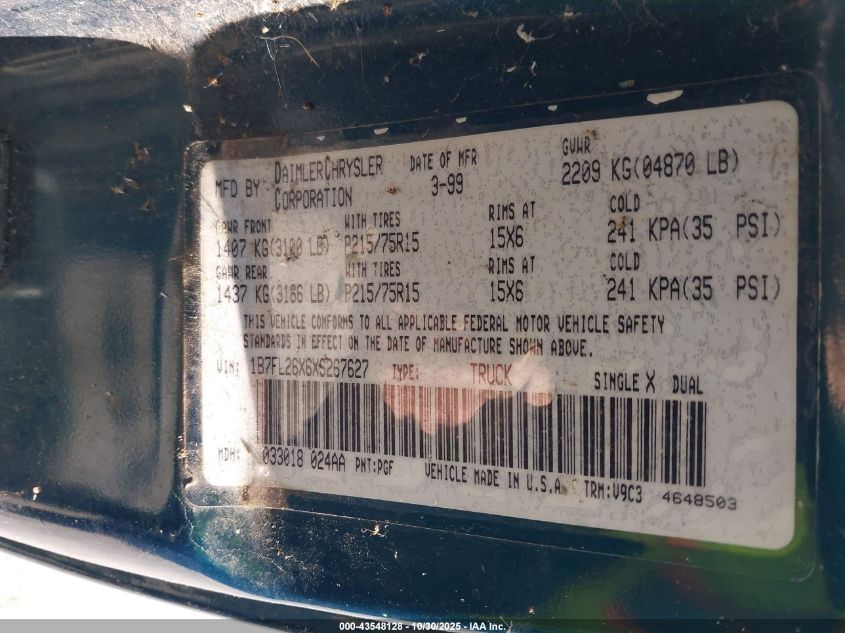 MFD BY DAIMLERCHRYSLER CORPORATION DATE OF MFR 3-99 GVWR 2209 KG(04870 LB)
GAWR FRONT WITH TIRES RIMS AT COLD
1407 KG(3100 LB) P215/75R15 15X6 241 KPA(35 PSI)
GAWR REAR WITH TIRES RIMS AT COLD
1437 KG(3166 LB) P215/75R15 15X6 241 KPA(35 PSI)
THIS VEHICLE CONFORMS TO ALL APPLICABLE FEDERAL MOTOR VEHICLE SAFETY
STANDARDS IN EFFECT ON THE DATE OF MANUFACTURE SHOWN ABOVE.
VIN: 1B7FL26X6XS267627 TYPE: TRUCK SINGLE X DUAL
MDH: 033018 024AA PNT:PGF VEHICLE MADE IN U.S.A TRM:V9C3 4648503
000-43548128 - 10/30/2025 - IAA Inc.